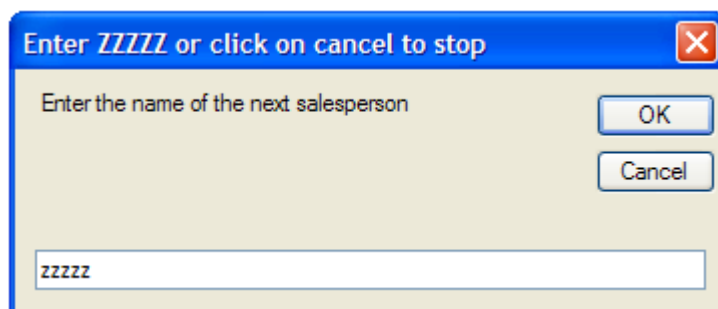 Enter ZZZZZ or click on cancel to stop
Enter the name of the next salesperson
OK
Cancel
zzzzz